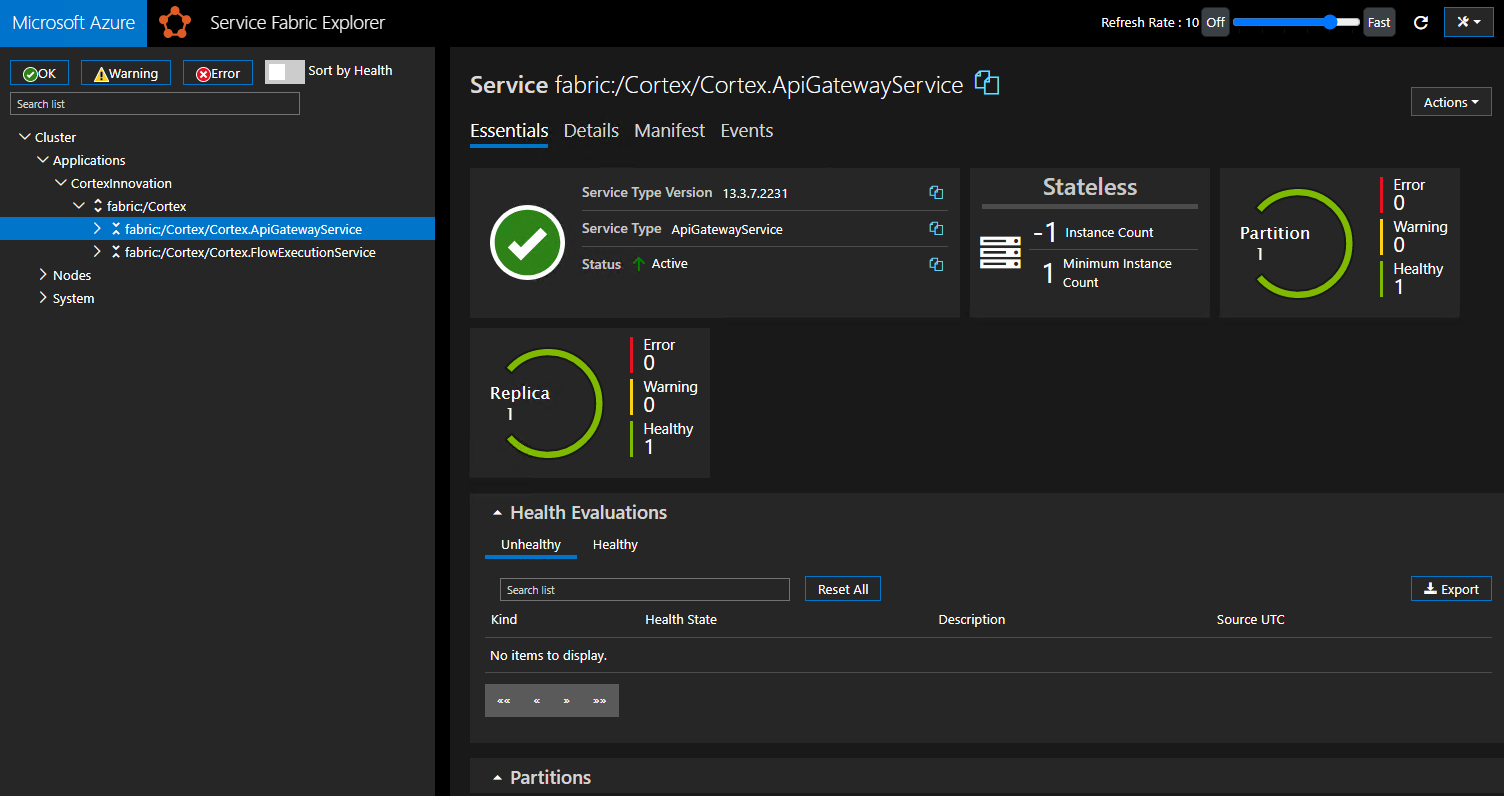 Microsoft Azure
Service Fabric Explorer
Refresh Rate : 10 Off Fast
OK Warning Error Sort by Health
Search list
Cluster
Applications
CortexInnovation
fabric:/Cortex
fabric:/Cortex/Cortex.ApiGatewayService
fabric:/Cortex/Cortex.FlowExecutionService
Nodes
System
Service fabric:/Cortex/Cortex.ApiGatewayService
Actions
Essentials Details Manifest Events
Service Type Version 13.3.7.2231
Service Type ApiGatewayService
Status Active
Stateless
-1 Instance Count
1 Minimum Instance
Count
Partition
1
Error
0
Warning
0
Healthy
1
Replica
1
Error
0
Warning
0
Healthy
1
Health Evaluations
Unhealthy Healthy
Search list Reset All Export
Kind Health State Description Source UTC
No items to display.
«« « » »»
Partitions